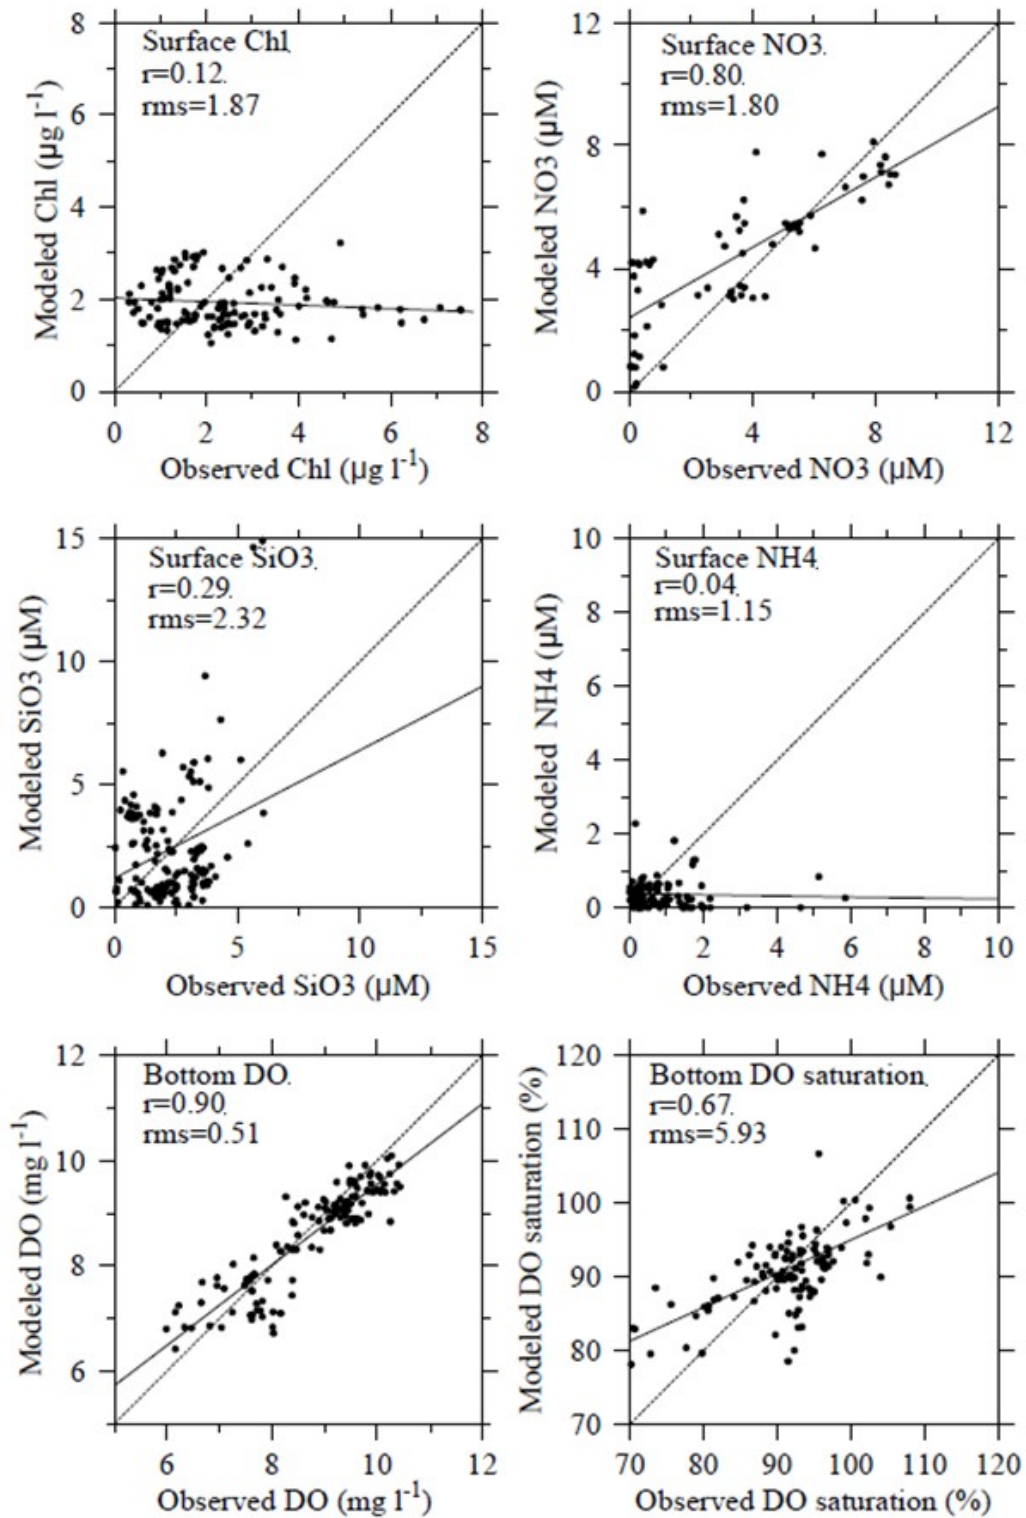 8
6
4
2
0
Surface Chl.
r=0.12.
rms=1.87
Modeled Chl (µg l-1)
0 2 4 6 8
Observed Chl (µg l-1)
12
8
4
0
Surface NO3.
r=0.80.
rms=1.80
Modeled NO3 (µM)
0 4 8 12
Observed NO3 (µM)
15
10
5
0
Surface SiO3.
r=0.29.
rms=2.32
Modeled SiO3 (µM)
0 5 10 15
Observed SiO3 (µM)
10
8
6
4
2
0
Surface NH4.
r=0.04.
rms=1.15
Modeled NH4 (µM)
0 2 4 6 8 10
Observed NH4 (µM)
12
10
8
6
Bottom DO.
r=0.90.
rms=0.51
Modeled DO (mg l-1)
6 8 10 12
Observed DO (mg l-1)
120
110
100
90
80
70
Bottom DO saturation.
r=0.67.
rms=5.93
Modeled DO saturation (%)
70 80 90 100 110 120
Observed DO saturation (%)